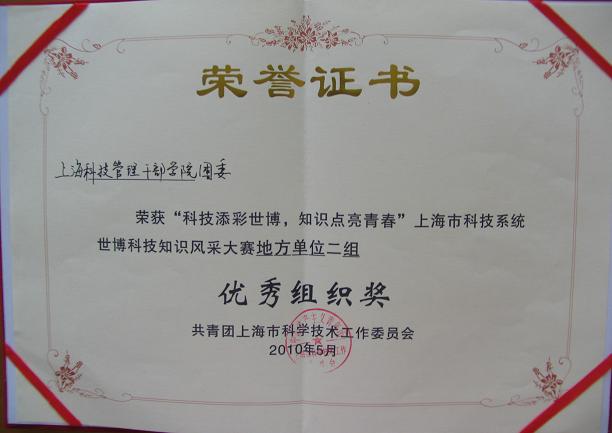 荣誉证书
上海科技管理干部学院团委
荣获“科技添彩世博，知识点亮青春”上海市科技系统
世博科技知识风采大赛地方单位二组
优秀组织奖
共青团上海市科学技术工作委员会
2010年5月